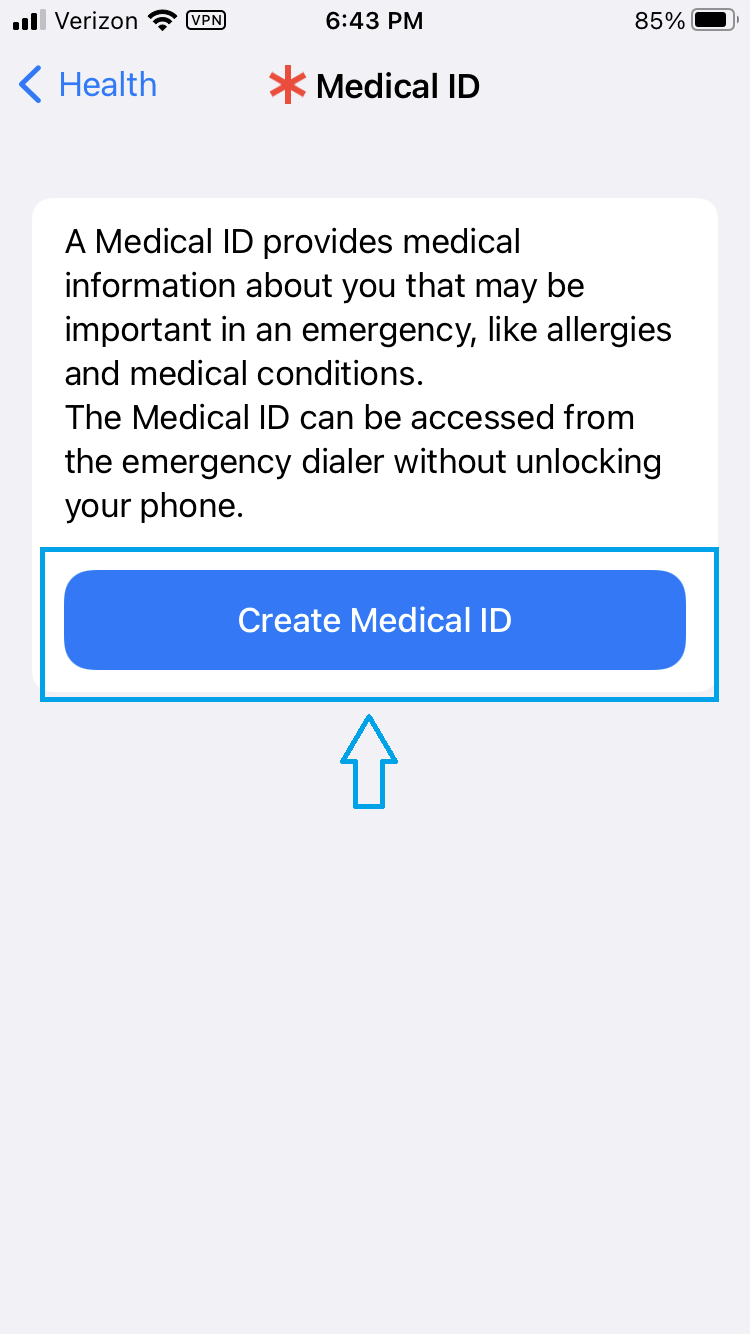 Verizon VPN 6:43 PM 85%
Health Medical ID
A Medical ID provides medical
information about you that may be
important in an emergency, like allergies
and medical conditions.
The Medical ID can be accessed from
the emergency dialer without unlocking
your phone.
Create Medical ID